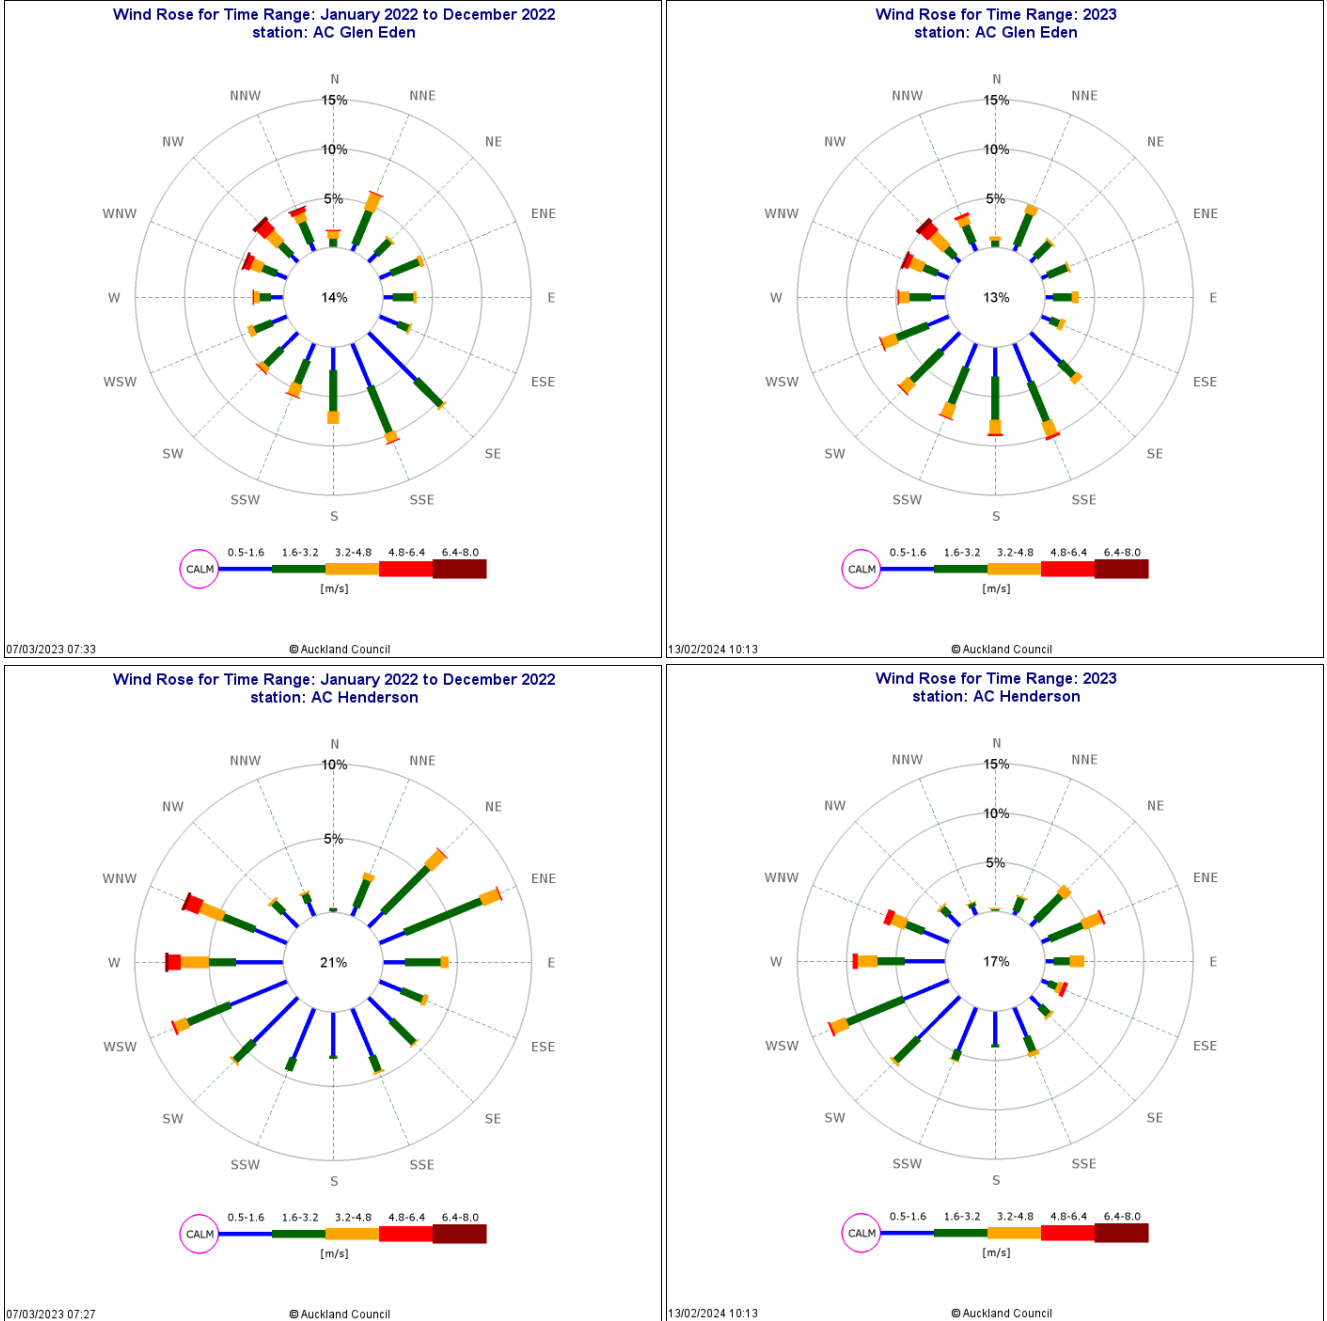 Wind Rose for Time Range: January 2022 to December 2022
station: AC Glen Eden
N
NNW
NNE
15%
NW
NE
10%
5%
WNW
ENE
W
14%
E
WSW
ESE
SW
SE
SSW
SSE
S
0.5-1.6 1.6-3.2 3.2-4.8 4.8-6.4 6.4-8.0
CALM
[m/s]
07/03/2023 07:33
© Auckland Council
Wind Rose for Time Range: 2023
station: AC Glen Eden
N
NNW
NNE
15%
NW
NE
10%
5%
WNW
ENE
W
13%
E
WSW
ESE
SW
SE
SSW
SSE
S
0.5-1.6 1.6-3.2 3.2-4.8 4.8-6.4 6.4-8.0
CALM
[m/s]
13/02/2024 10:13
© Auckland Council
Wind Rose for Time Range: January 2022 to December 2022
station: AC Henderson
N
NNW
NNE
10%
NW
NE
5%
WNW
ENE
W
21%
E
WSW
ESE
SW
SE
SSW
SSE
S
0.5-1.6 1.6-3.2 3.2-4.8 4.8-6.4 6.4-8.0
CALM
[m/s]
07/03/2023 07:27
© Auckland Council
Wind Rose for Time Range: 2023
station: AC Henderson
N
NNW
NNE
15%
NW
NE
10%
5%
WNW
ENE
W
17%
E
WSW
ESE
SW
SE
SSW
SSE
S
0.5-1.6 1.6-3.2 3.2-4.8 4.8-6.4 6.4-8.0
CALM
[m/s]
13/02/2024 10:13
© Auckland Council